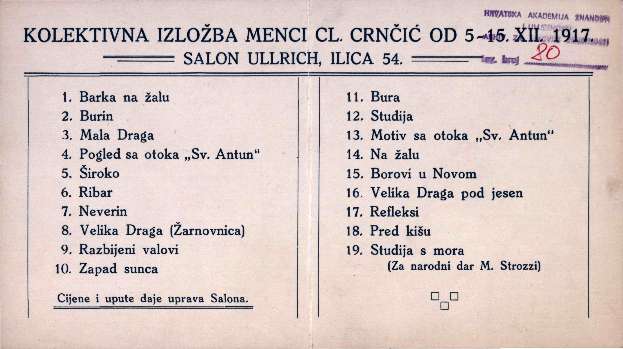 KOLEKTIVNA IZLOŽBA MENCI CL. CRNČIĆ OD 5-15. XII. 1917.
SALON ULLRICH, ILICA 54.
HRVATSKA AKADEMIJA ZNANOSTI
20
1. Barka na žalu
2. Burin
3. Mala Draga
4. Pogled sa otoka „Sv. Antun"
5. Široko
6. Ribar
7. Neverin
8. Velika Draga (Žarnovnica)
9. Razbijeni valovi
10. Zapad sunca
Cijene i upute daje uprava Salona.
11. Bura
12. Studija
13. Motiv sa otoka „Sv. Antun"
14. Na žalu
15. Borovi u Novom
16. Velika Draga pod jesen
17. Refleksi
18. Pred kišu
19. Studija s mora
(Za narodni dar M. Strozzi)